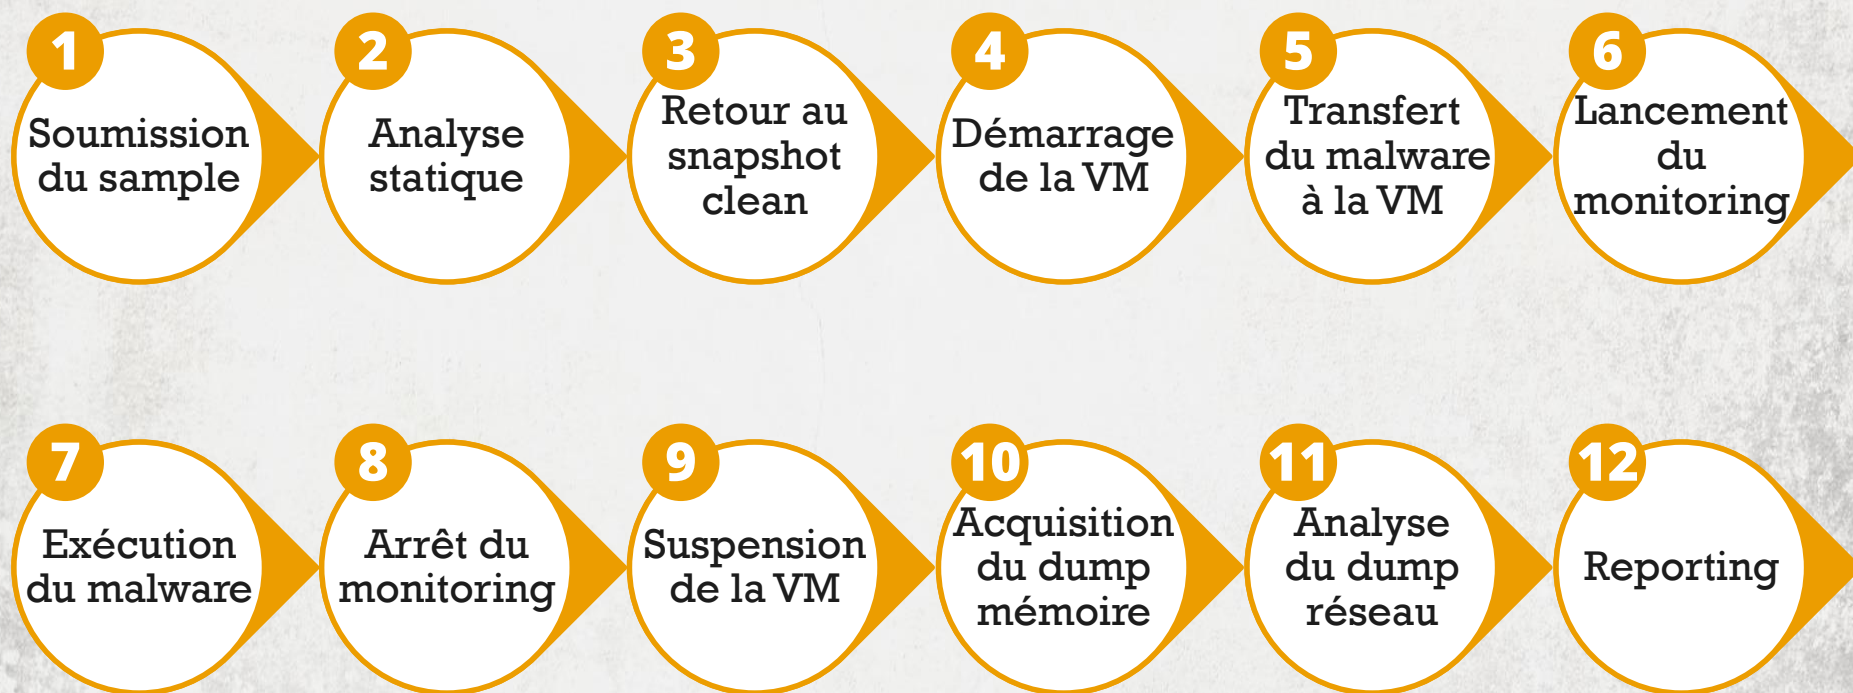 1
Soumission
du sample
2
Analyse
statique
3
Retour au
snapshot
clean
4
Démarrage
de la VM
5
Transfert
du malware
à la VM
6
Lancement
du
monitoring
7
Exécution
du malware
8
Arrêt du
monitoring
9
Suspension
de la VM
10
Acquisition
du dump
mémoire
11
Analyse
du dump
réseau
12
Reporting